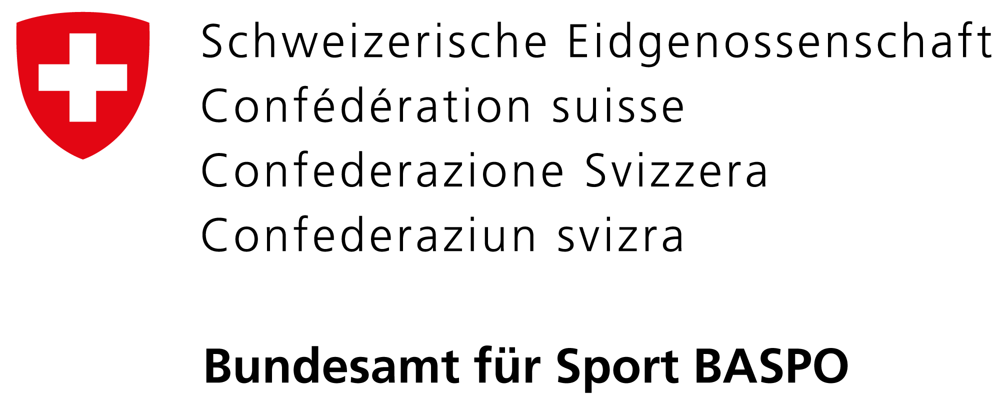 Schweizerische Eidgenossenschaft
Confédération suisse
Confederazione Svizzera
Confederaziun svizra
Bundesamt für Sport BASPO